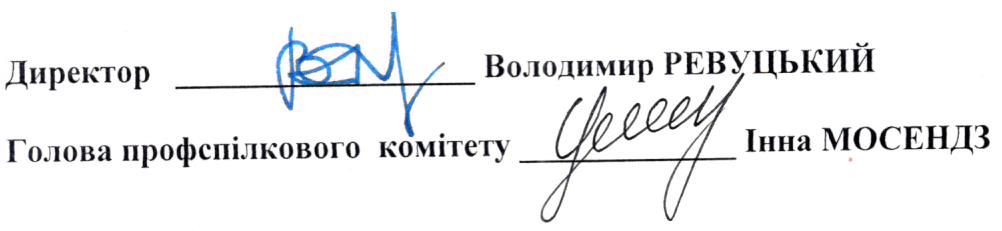 Директор Володимир РЕВУЦЬКИЙ
Голова профспілкового комітету Інна МОСЕНДЗ